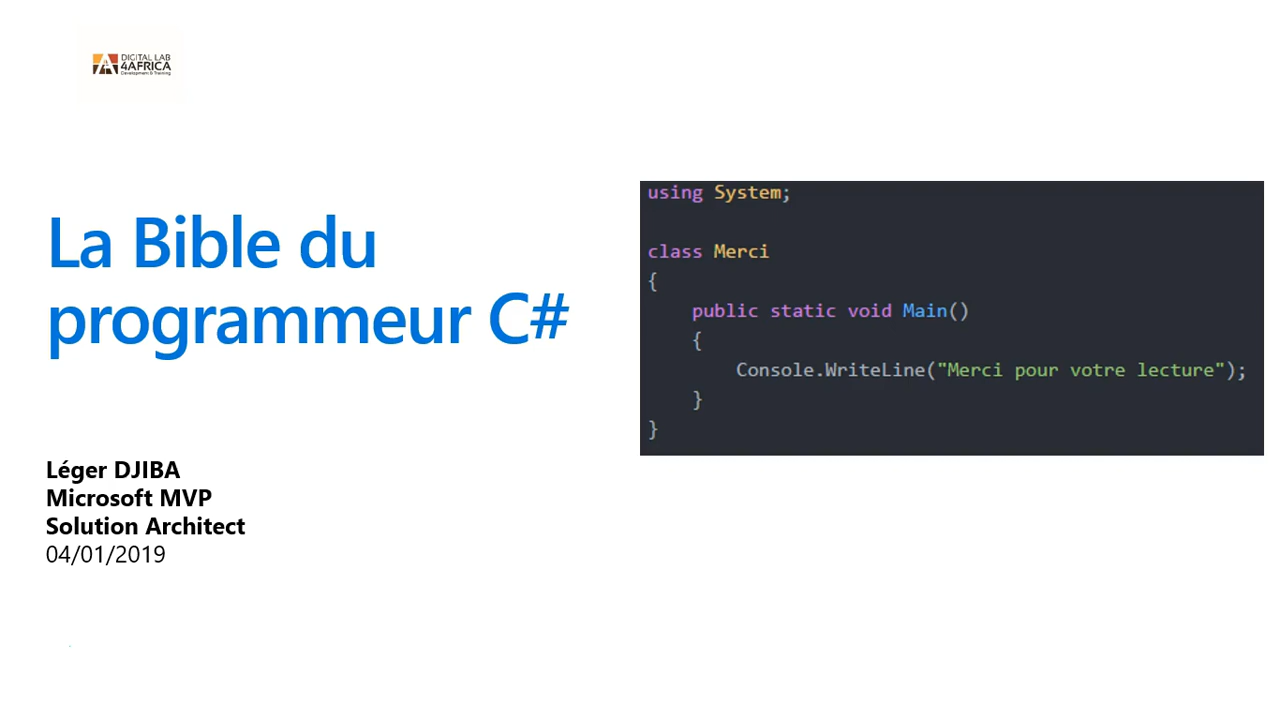 DIGITAL LAB
4AFRICA
Development & Training
La Bible du
programmeur C#
Léger DJIBA
Microsoft MVP
Solution Architect
04/01/2019
using System;
class Merci
{
    public static void Main()
    {
        Console.WriteLine("Merci pour votre lecture");
    }
}